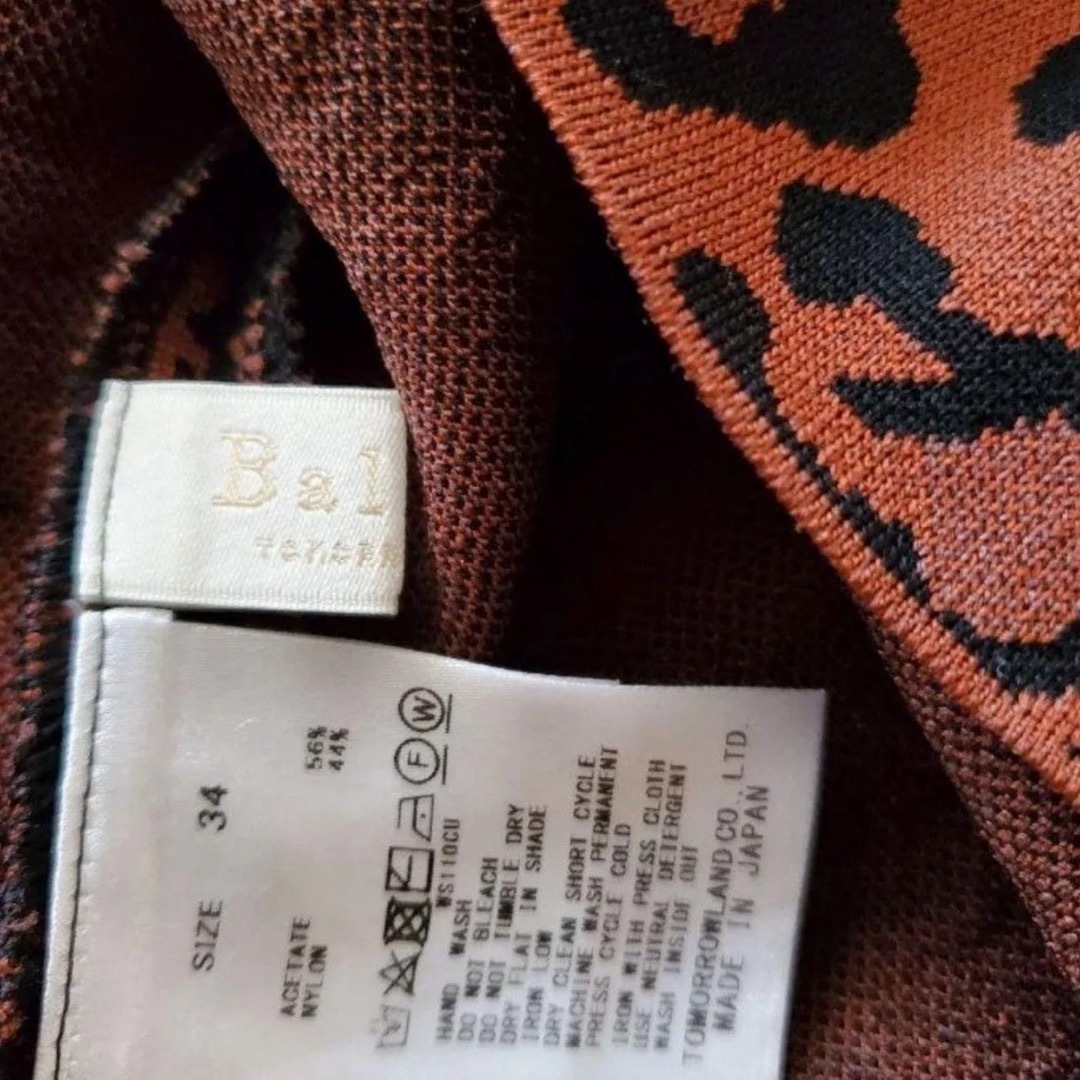 Bal
SIZE 34
ACETATE 56%
NYLON 44%
F W
WS110CU
HAND WASH
DO NOT BLEACH
DO NOT TUMBLE DRY
DRY FLAT IN SHADE
IRON LOW
DRY CLEAN SHORT CYCLE
MACHINE WASH PERMANENT
PRESS CYCLE COLD
IRON WITH PRESS CLOTH
USE NEUTRAL DETERGENT
WASH INSIDE OUT
TOMORROWLAND CO., LTD.
MADE IN JAPAN